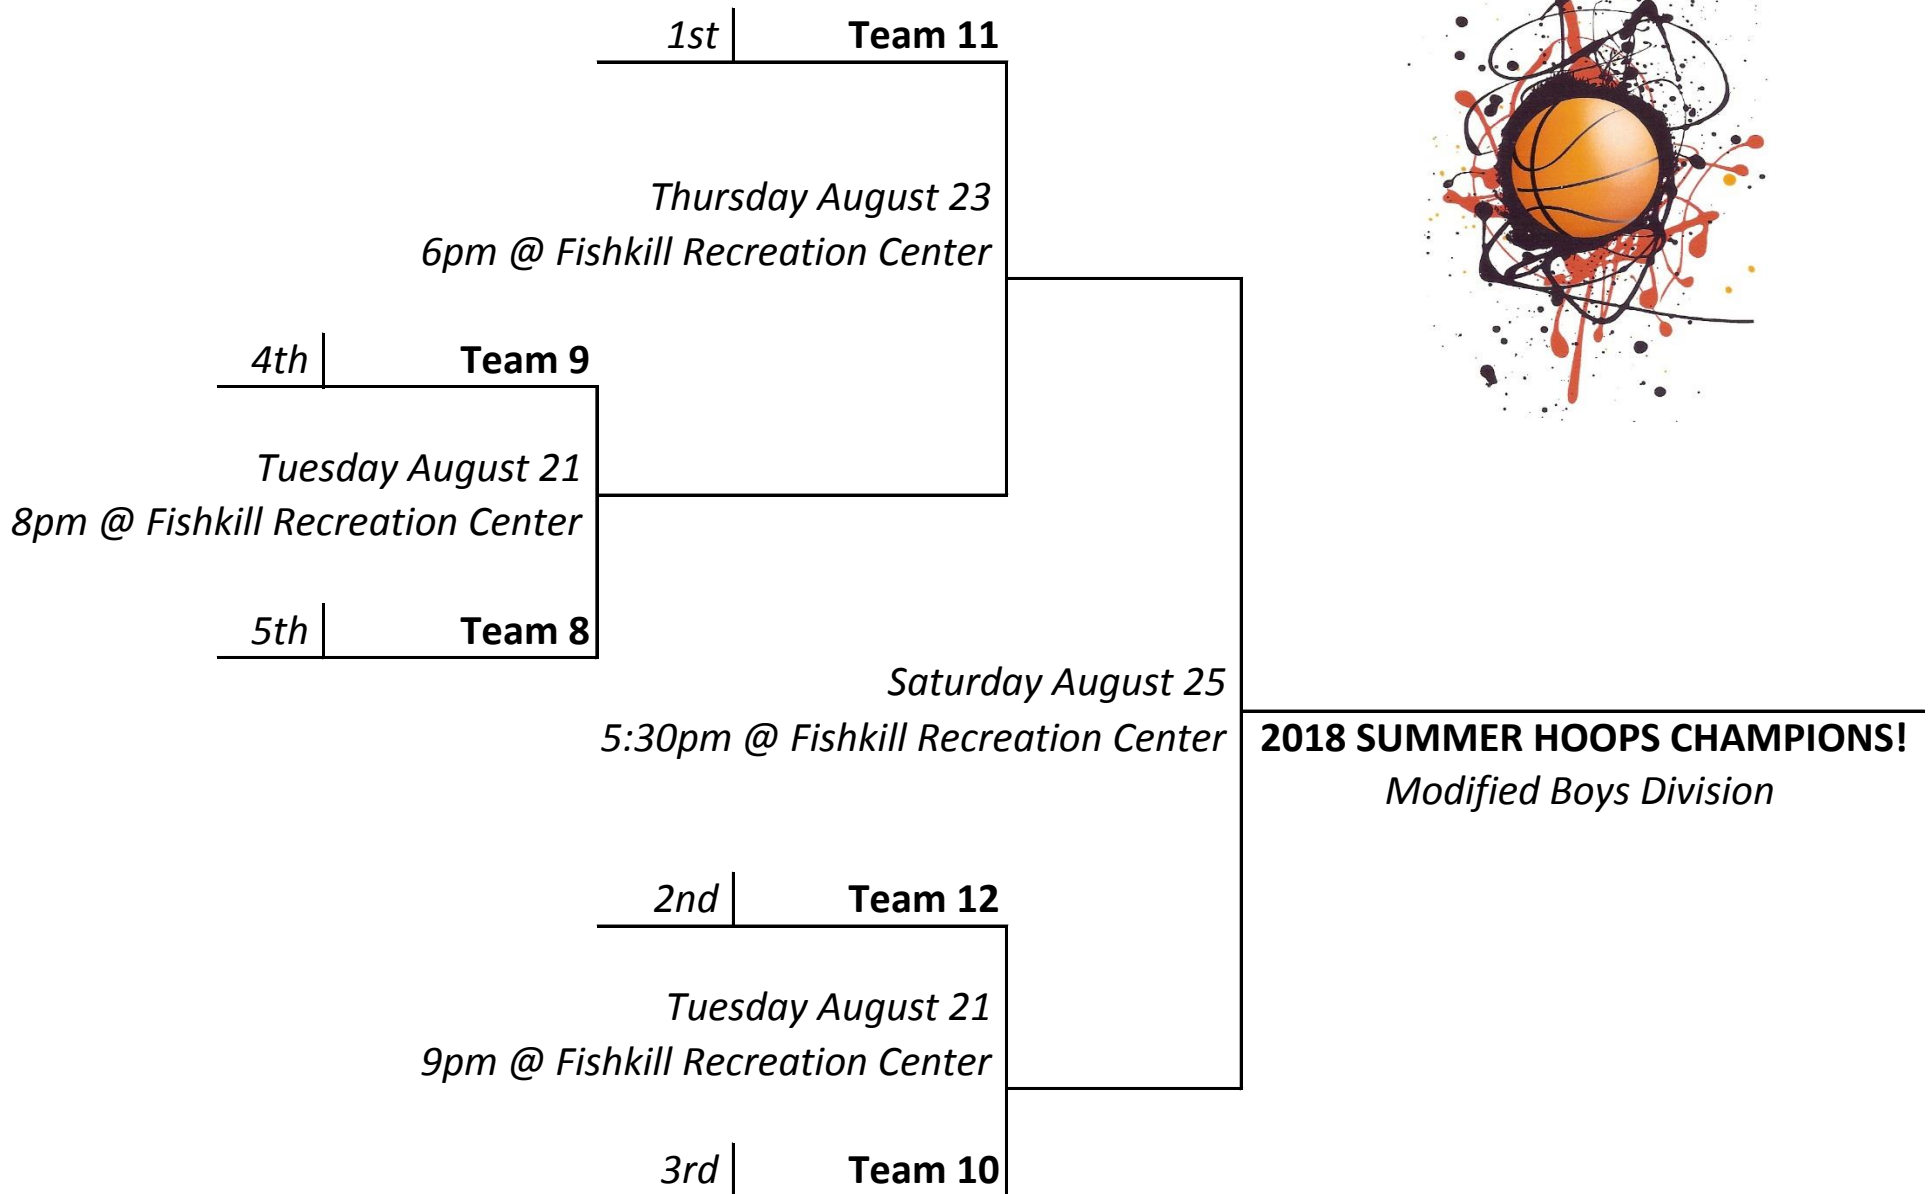 1st Team 11
Thursday August 23
6pm @ Fishkill Recreation Center
4th Team 9
Tuesday August 21
8pm @ Fishkill Recreation Center
5th Team 8
Saturday August 25
5:30pm @ Fishkill Recreation Center
2018 SUMMER HOOPS CHAMPIONS!
Modified Boys Division
2nd Team 12
Tuesday August 21
9pm @ Fishkill Recreation Center
3rd Team 10